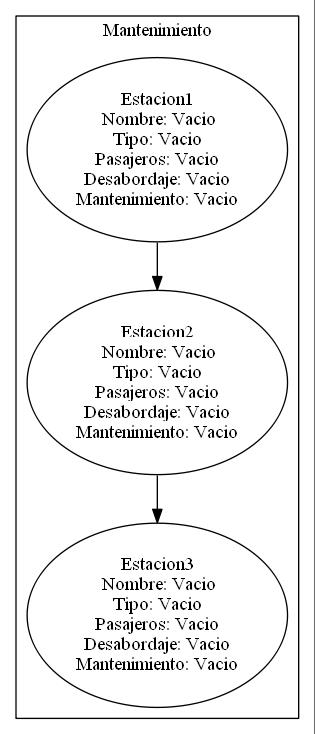 Mantenimiento
Estacion1
Nombre: Vacio
Tipo: Vacio
Pasajeros: Vacio
Desabordaje: Vacio
Mantenimiento: Vacio
Estacion2
Nombre: Vacio
Tipo: Vacio
Pasajeros: Vacio
Desabordaje: Vacio
Mantenimiento: Vacio
Estacion3
Nombre: Vacio
Tipo: Vacio
Pasajeros: Vacio
Desabordaje: Vacio
Mantenimiento: Vacio